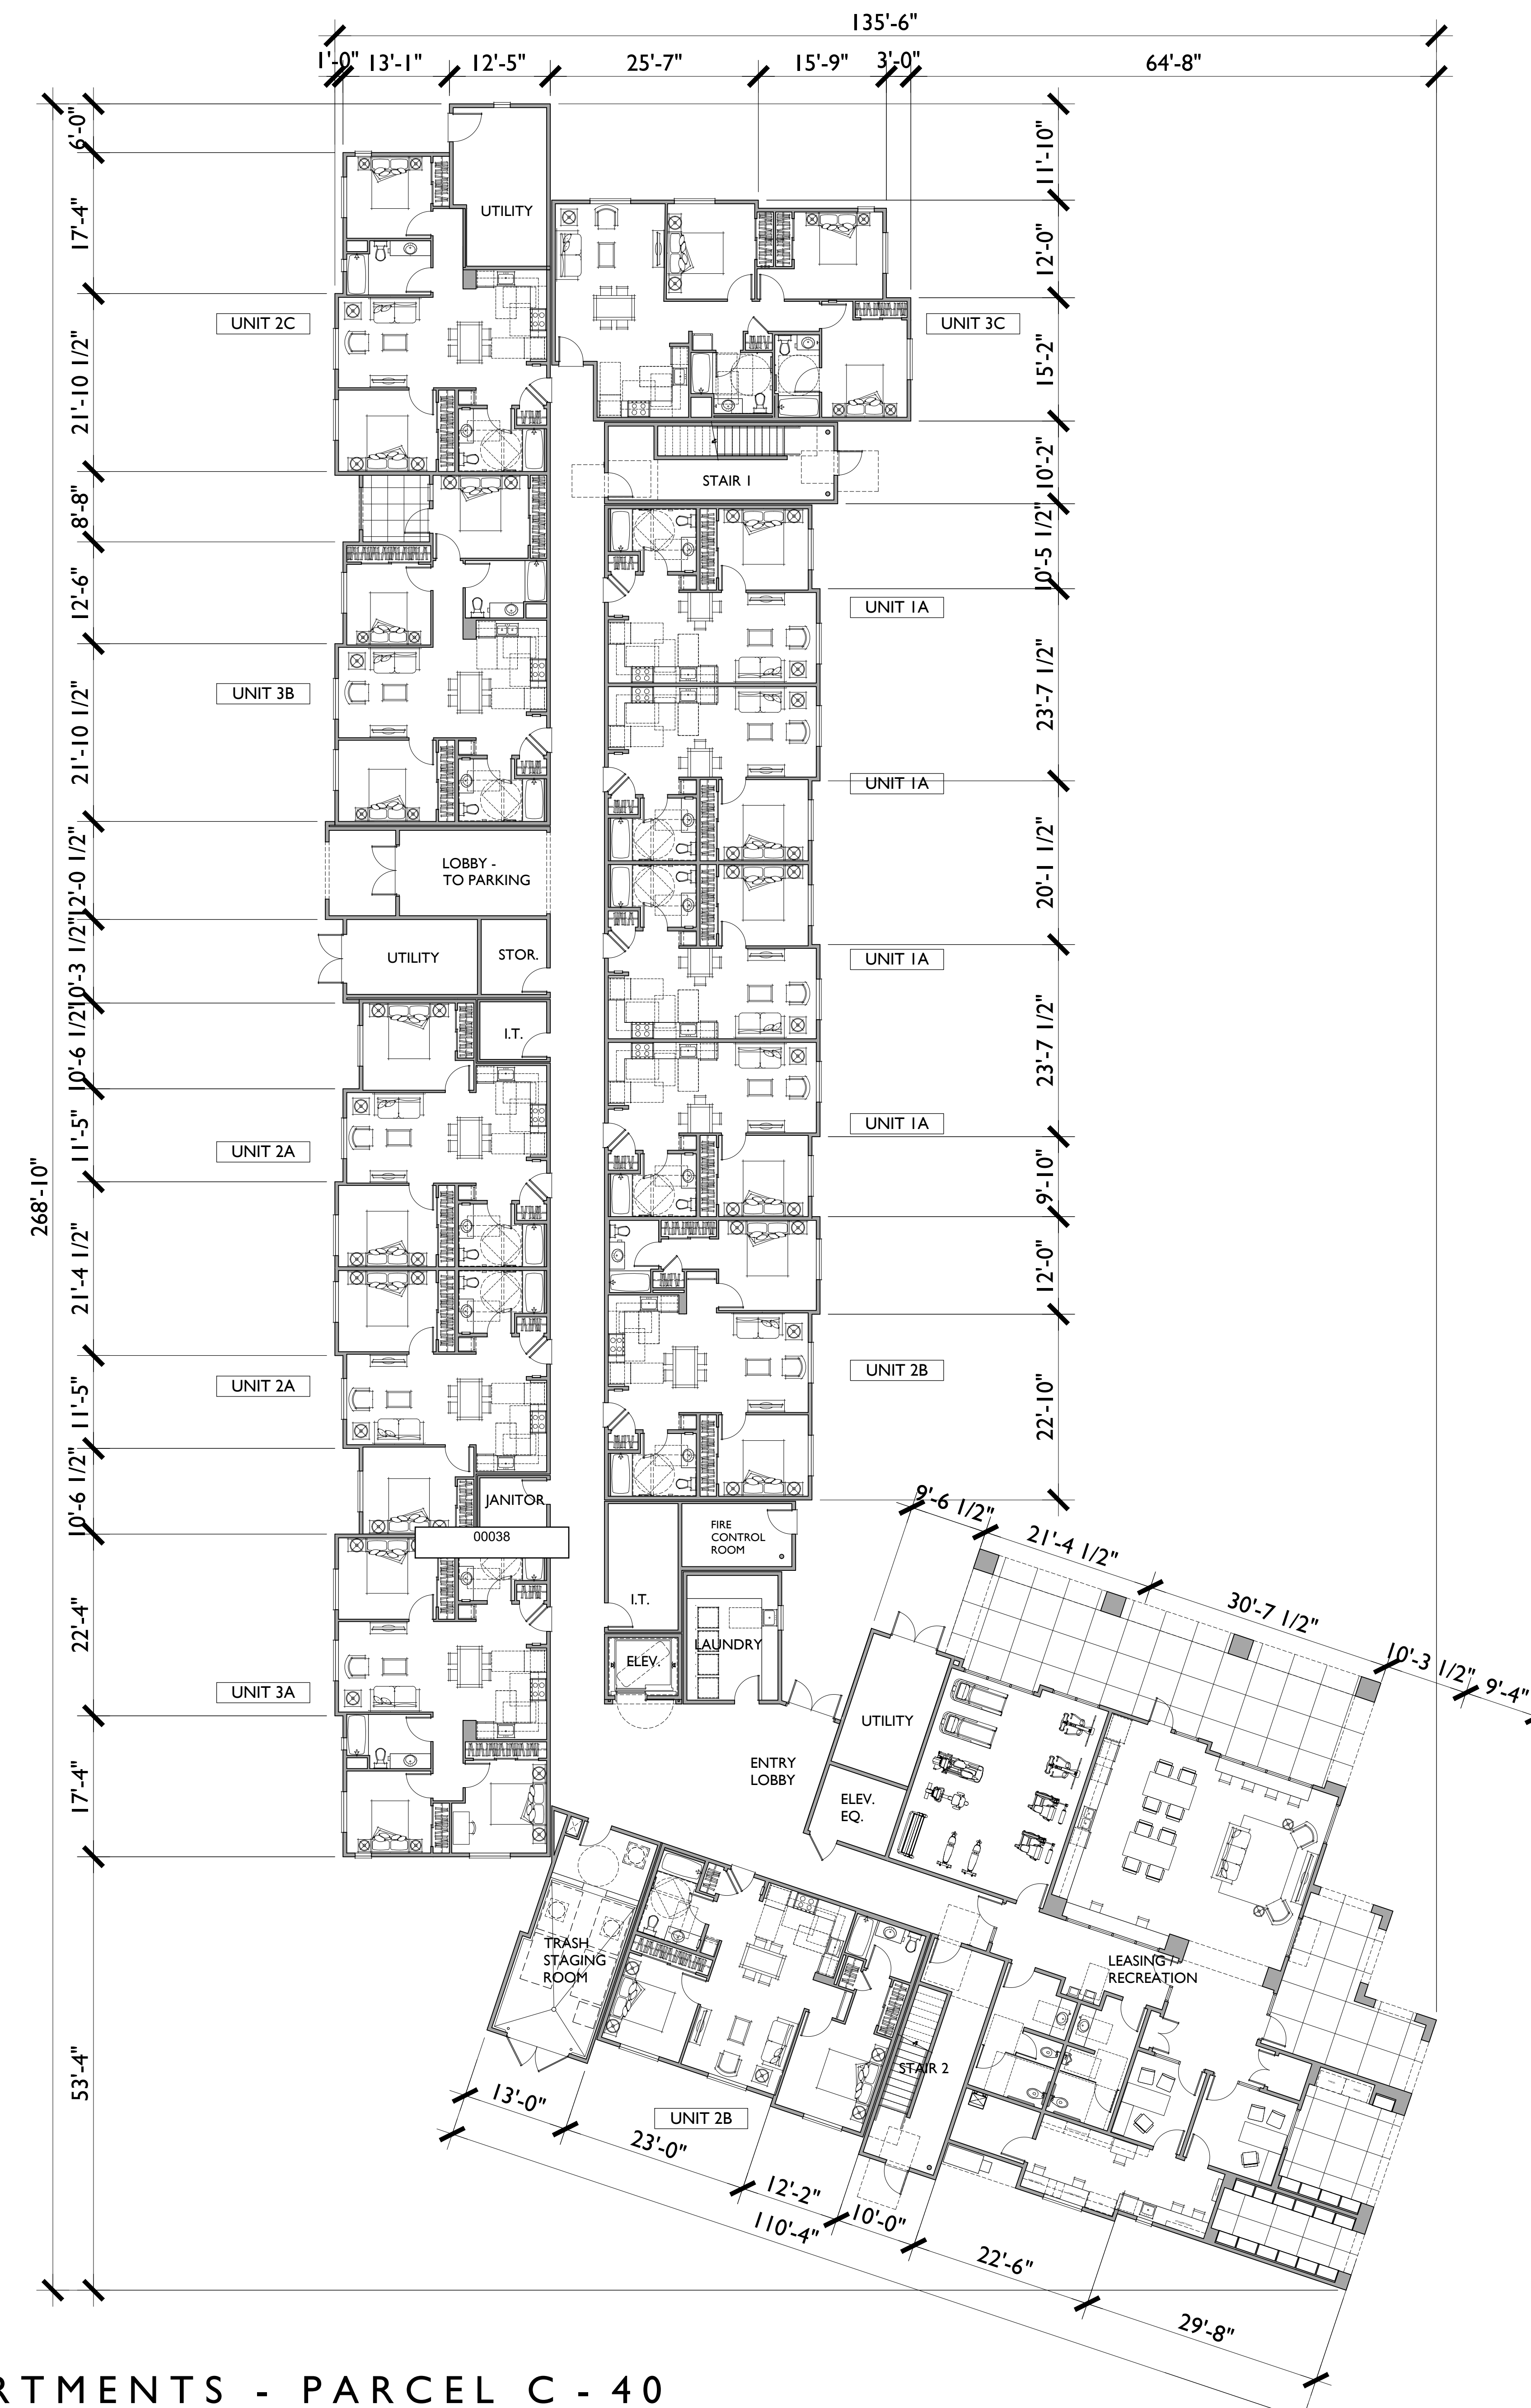 135'-6"
1'-0"
13'-1"
12'-5"
25'-7"
15'-9"
3'-0"
64'-8"
268'-10"
6'-0"
17'-4"
21'-10 1/2"
8'-8"
12'-6"
21'-10 1/2"
12'-0 1/2"
10'-3 1/2"
10'-6 1/2"
11'-5"
21'-4 1/2"
11'-5"
10'-6 1/2"
22'-4"
17'-4"
53'-4"
UNIT 2C
UNIT 3B
UNIT 2A
UNIT 2A
UNIT 3A
UTILITY
LOBBY -
TO PARKING
UTILITY
STOR.
I.T.
JANITOR
00038
STAIR 1
UNIT 3C
UNIT 1A
UNIT 1A
UNIT 1A
UNIT 1A
UNIT 2B
11'-10"
12'-0"
15'-2"
10'-2"
10'-5 1/2"
23'-7 1/2"
20'-1 1/2"
23'-7 1/2"
9'-10"
12'-0"
22'-10"
FIRE
CONTROL
ROOM
I.T.
LAUNDRY
ELEV.
ENTRY
LOBBY
UTILITY
ELEV.
EQ.
9'-6 1/2"
21'-4 1/2"
30'-7 1/2"
10'-3 1/2"
9'-4"
TRASH
STAGING
ROOM
LEASING /
RECREATION
STAIR 2
UNIT 2B
13'-0"
23'-0"
12'-2"
10'-0"
110'-4"
22'-6"
29'-8"
RTMENTS - PARCEL C-40